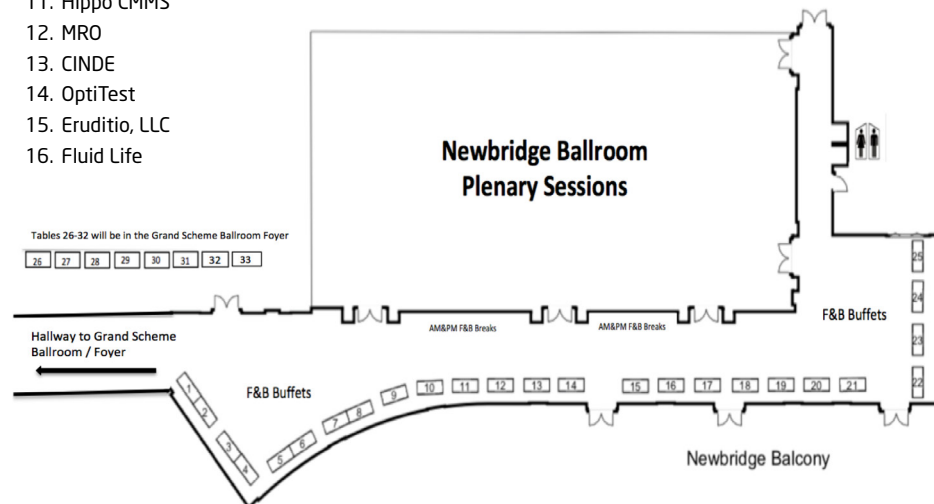 11. Hippo CMMS
12. MRO
13. CINDE
14. OptiTest
15. Eruditio, LLC
16. Fluid Life
Newbridge Ballroom
Plenary Sessions
Tables 26-32 will be in the Grand Scheme Ballroom Foyer
26 27 28 29 30 31 32 33
Hallway to Grand Scheme
Ballroom / Foyer
AM&PM F&B Breaks
AM&PM F&B Breaks
F&B Buffets
F&B Buffets
1
2
3
4
5
6
7
8
9
10 11 12 13 14 15 16 17 18 19 20 21
25
24
23
22
Newbridge Balcony